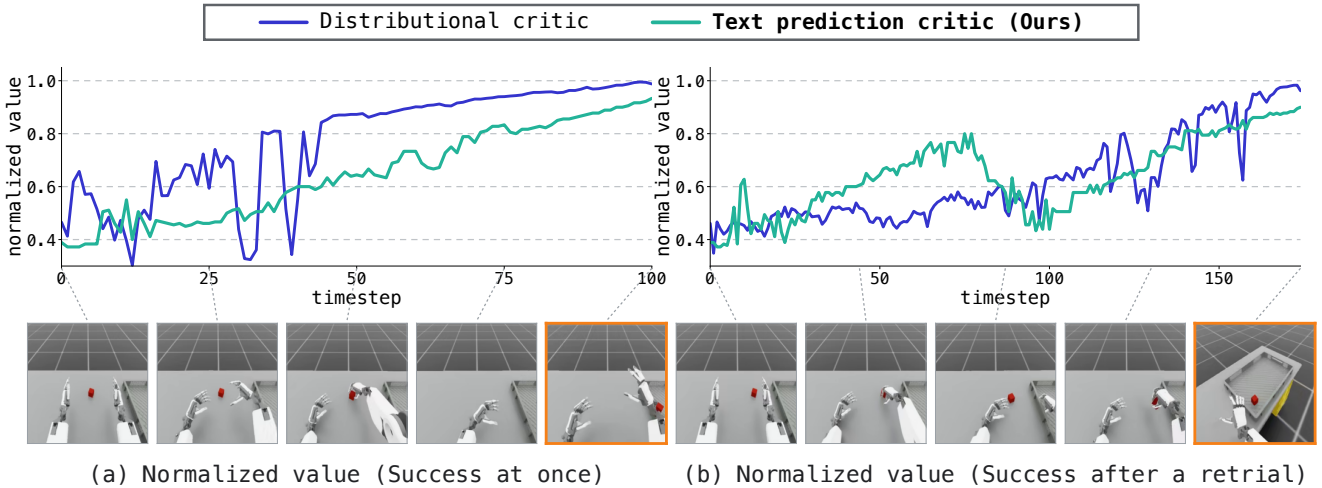 Distributional critic
Text prediction critic (Ours)
normalized value
1.0
0.8
0.6
0.4
0
25
50
75
100
timestep
normalized value
1.0
0.8
0.6
0.4
0
50
100
150
timestep
(a) Normalized value (Success at once)
(b) Normalized value (Success after a retrial)